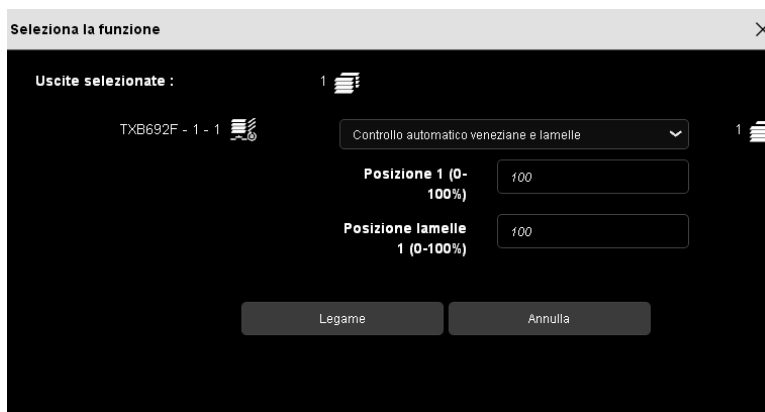 Seleziona la funzione
Uscite selezionate :
1
TXB692F - 1 - 1
Controllo automatico veneziane e lamelle
1
Posizione 1 (0-
100%)
100
Posizione lamelle
1 (0-100%)
100
Legame
Annulla